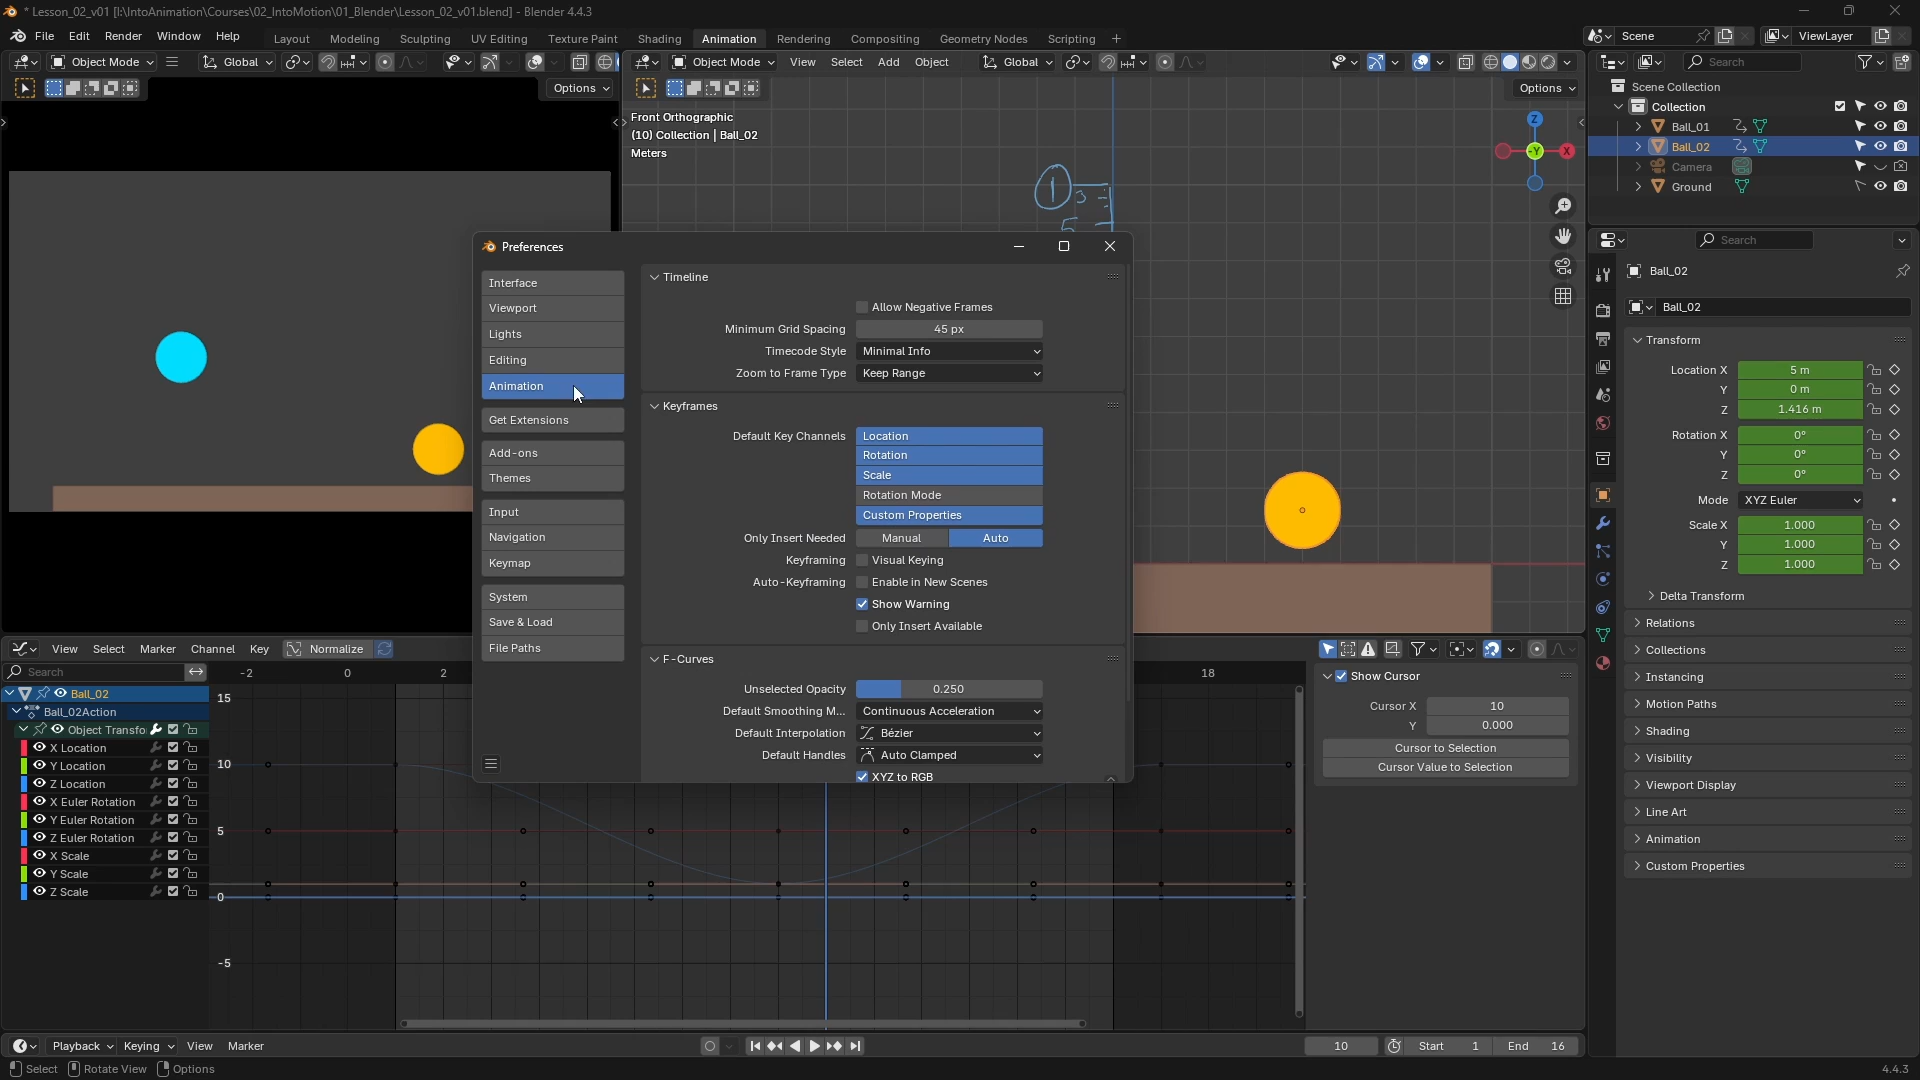 * Lesson_02_v01 [I:\IntoAnimation\Courses\02_IntoMotion\01_Blender\Lesson_02_v01.blend] - Blender 4.4.3
File Edit Render Window Help Layout Modeling Sculpting UV Editing Texture Paint Shading Animation Rendering Compositing Geometry Nodes Scripting + Scene ViewLayer
Object Mode Global Object Mode View Select Add Object Global Search
Options Options
Scene Collection
Collection
Ball_01
Ball_02
Camera
Ground
Front Orthographic
(10) Collection | Ball_02
Meters
Z
-Y
X
1 3
5
Preferences
Interface
Viewport
Lights
Editing
Animation
Get Extensions
Add-ons
Themes
Input
Navigation
Keymap
System
Save & Load
File Paths
Timeline
Allow Negative Frames
Minimum Grid Spacing 45 px
Timecode Style Minimal Info
Zoom to Frame Type Keep Range
Keyframes
Default Key Channels Location
Rotation
Scale
Rotation Mode
Custom Properties
Only Insert Needed Manual Auto
Keyframing Visual Keying
Auto-Keyframing Enable in New Scenes
Show Warning
Only Insert Available
F-Curves
Unselected Opacity 0.250
Default Smoothing M... Continuous Acceleration
Default Interpolation Bézier
Default Handles Auto Clamped
XYZ to RGB
Search
Ball_02
Ball_02
Transform
Location X 5 m
Y 0 m
Z 1.416 m
Rotation X 0°
Y 0°
Z 0°
Mode XYZ Euler
Scale X 1.000
Y 1.000
Z 1.000
Delta Transform
Relations
Collections
Instancing
Motion Paths
Shading
Visibility
Viewport Display
Line Art
Animation
Custom Properties
View Select Marker Channel Key Normalize
Search
-2 0 2 18
Ball_02
Ball_02Action
Object Transfo
X Location
Y Location
Z Location
X Euler Rotation
Y Euler Rotation
Z Euler Rotation
X Scale
Y Scale
Z Scale
15
10
5
0
-5
Show Cursor
Cursor X 10
Y 0.000
Cursor to Selection
Cursor Value to Selection
Playback Keying View Marker 10 Start 1 End 16
Select Rotate View Options 4.4.3